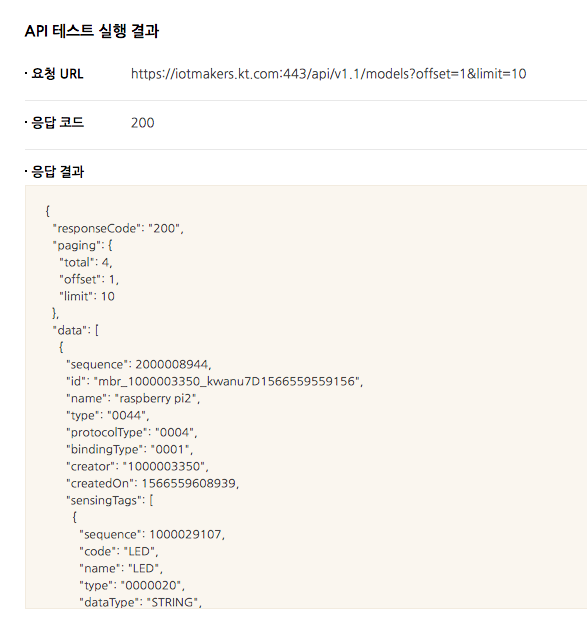 API 테스트 실행 결과
· 요청 URL https://iotmakers.kt.com:443/api/v1.1/models?offset=1&limit=10
· 응답 코드 200
· 응답 결과
{
"responseCode": "200",
"paging": {
"total": 4,
"offset": 1,
"limit": 10
},
"data": [
{
"sequence": 2000008944,
"id": "mbr_1000003350_kwanu7D1566559559156",
"name": "raspberry pi2",
"type": "0044",
"protocolType": "0004",
"bindingType": "0001",
"creator": "1000003350",
"createdOn": 1566559608939,
"sensingTags": [
{
"sequence": 1000029107,
"code": "LED",
"name": "LED",
"type": "0000020",
"dataType": "STRING",